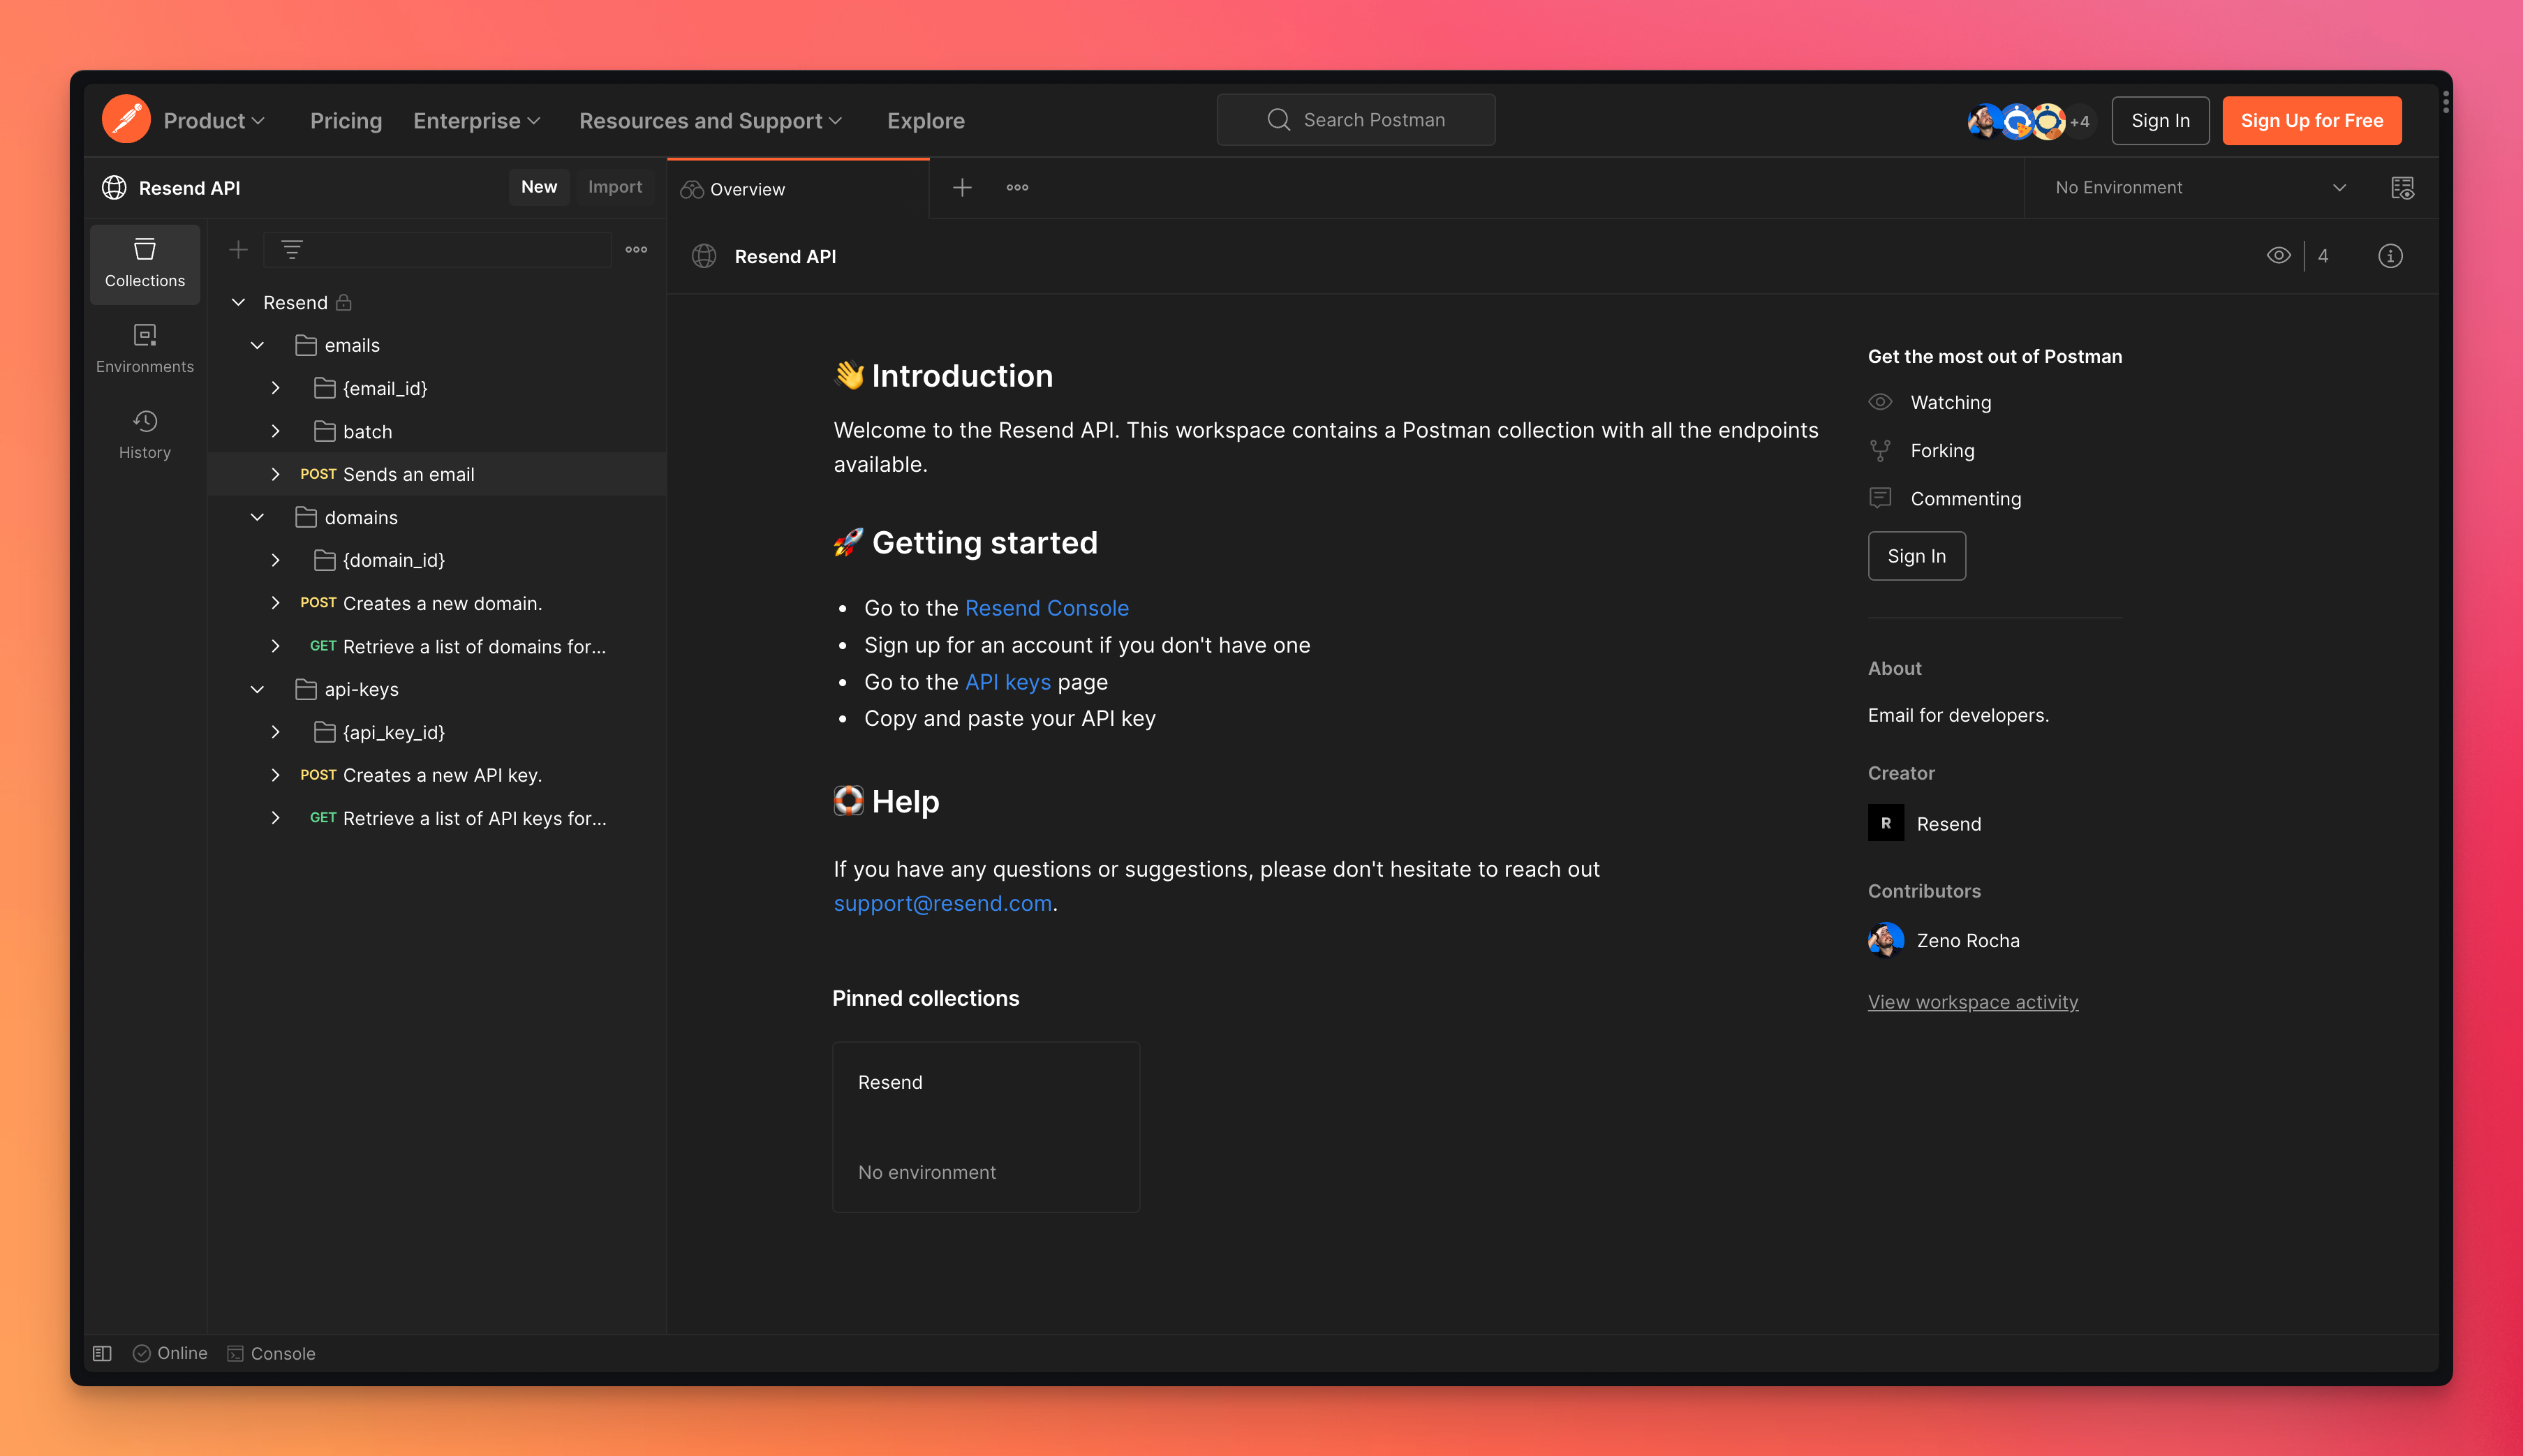 Product
Pricing
Enterprise
Resources and Support
Explore
Search Postman
+4
Sign In
Sign Up for Free
Resend API
New
Import
Overview
No Environment
Collections
Environments
History
Resend
emails
{email_id}
batch
POST Sends an email
domains
{domain_id}
POST Creates a new domain.
GET Retrieve a list of domains for...
api-keys
{api_key_id}
POST Creates a new API key.
GET Retrieve a list of API keys for...
Resend API
4
👋 Introduction
Welcome to the Resend API. This workspace contains a Postman collection with all the endpoints
available.
🚀 Getting started
• Go to the Resend Console
• Sign up for an account if you don't have one
• Go to the API keys page
• Copy and paste your API key
🛟 Help
If you have any questions or suggestions, please don't hesitate to reach out
support@resend.com.
Pinned collections
Resend
No environment
Get the most out of Postman
Watching
Forking
Commenting
Sign In
About
Email for developers.
Creator
R
Resend
Contributors
Zeno Rocha
View workspace activity
Online
Console